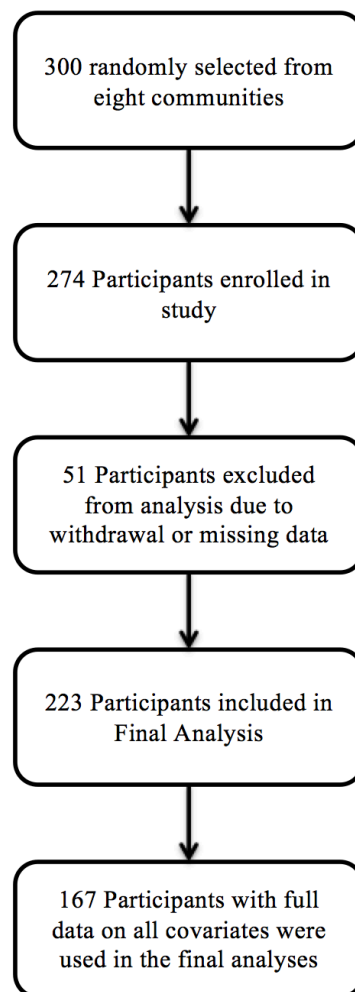 300 randomly selected from
eight communities
274 Participants enrolled in
study
51 Participants excluded
from analysis due to
withdrawal or missing data
223 Participants included in
Final Analysis
167 Participants with full
data on all covariates were
used in the final analyses